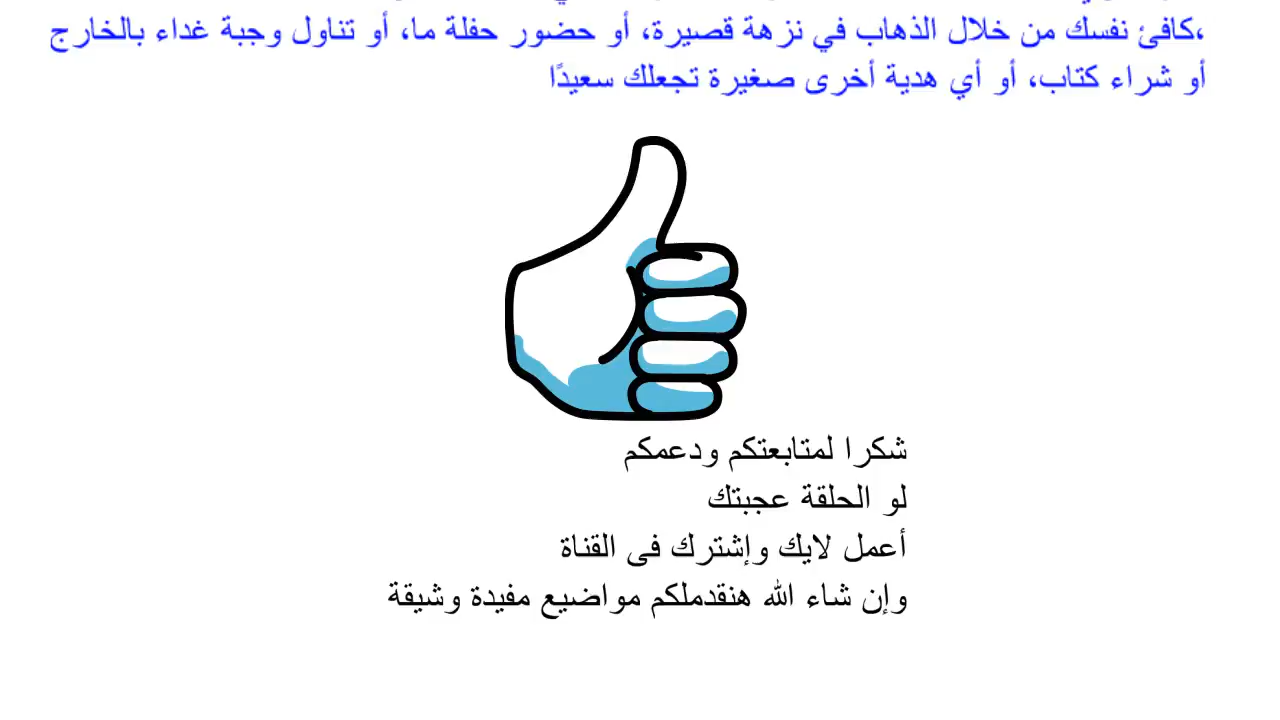 ،كافئ نفسك من خلال الذهاب في نزهة قصيرة، أو حضور حفلة ما، أو تناول وجبة غداء بالخارج
أو شراء كتاب، أو أي هدية أخرى صغيرة تجعلك سعيدًا
شكرا لمتابعتكم ودعمكم
لو الحلقة عجبتك
أعمل لايك وإشترك فى القناة
وإن شاء الله هنقدملكم مواضيع مفيدة وشيقة